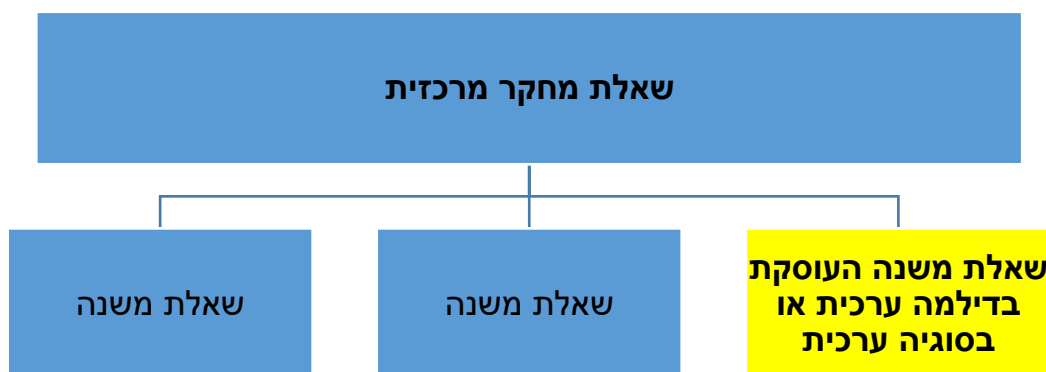 שאלת מחקר מרכזית
שאלת משנה העוסקת
בדילמה ערכית או
בסוגיה ערכית
שאלת משנה
שאלת משנה